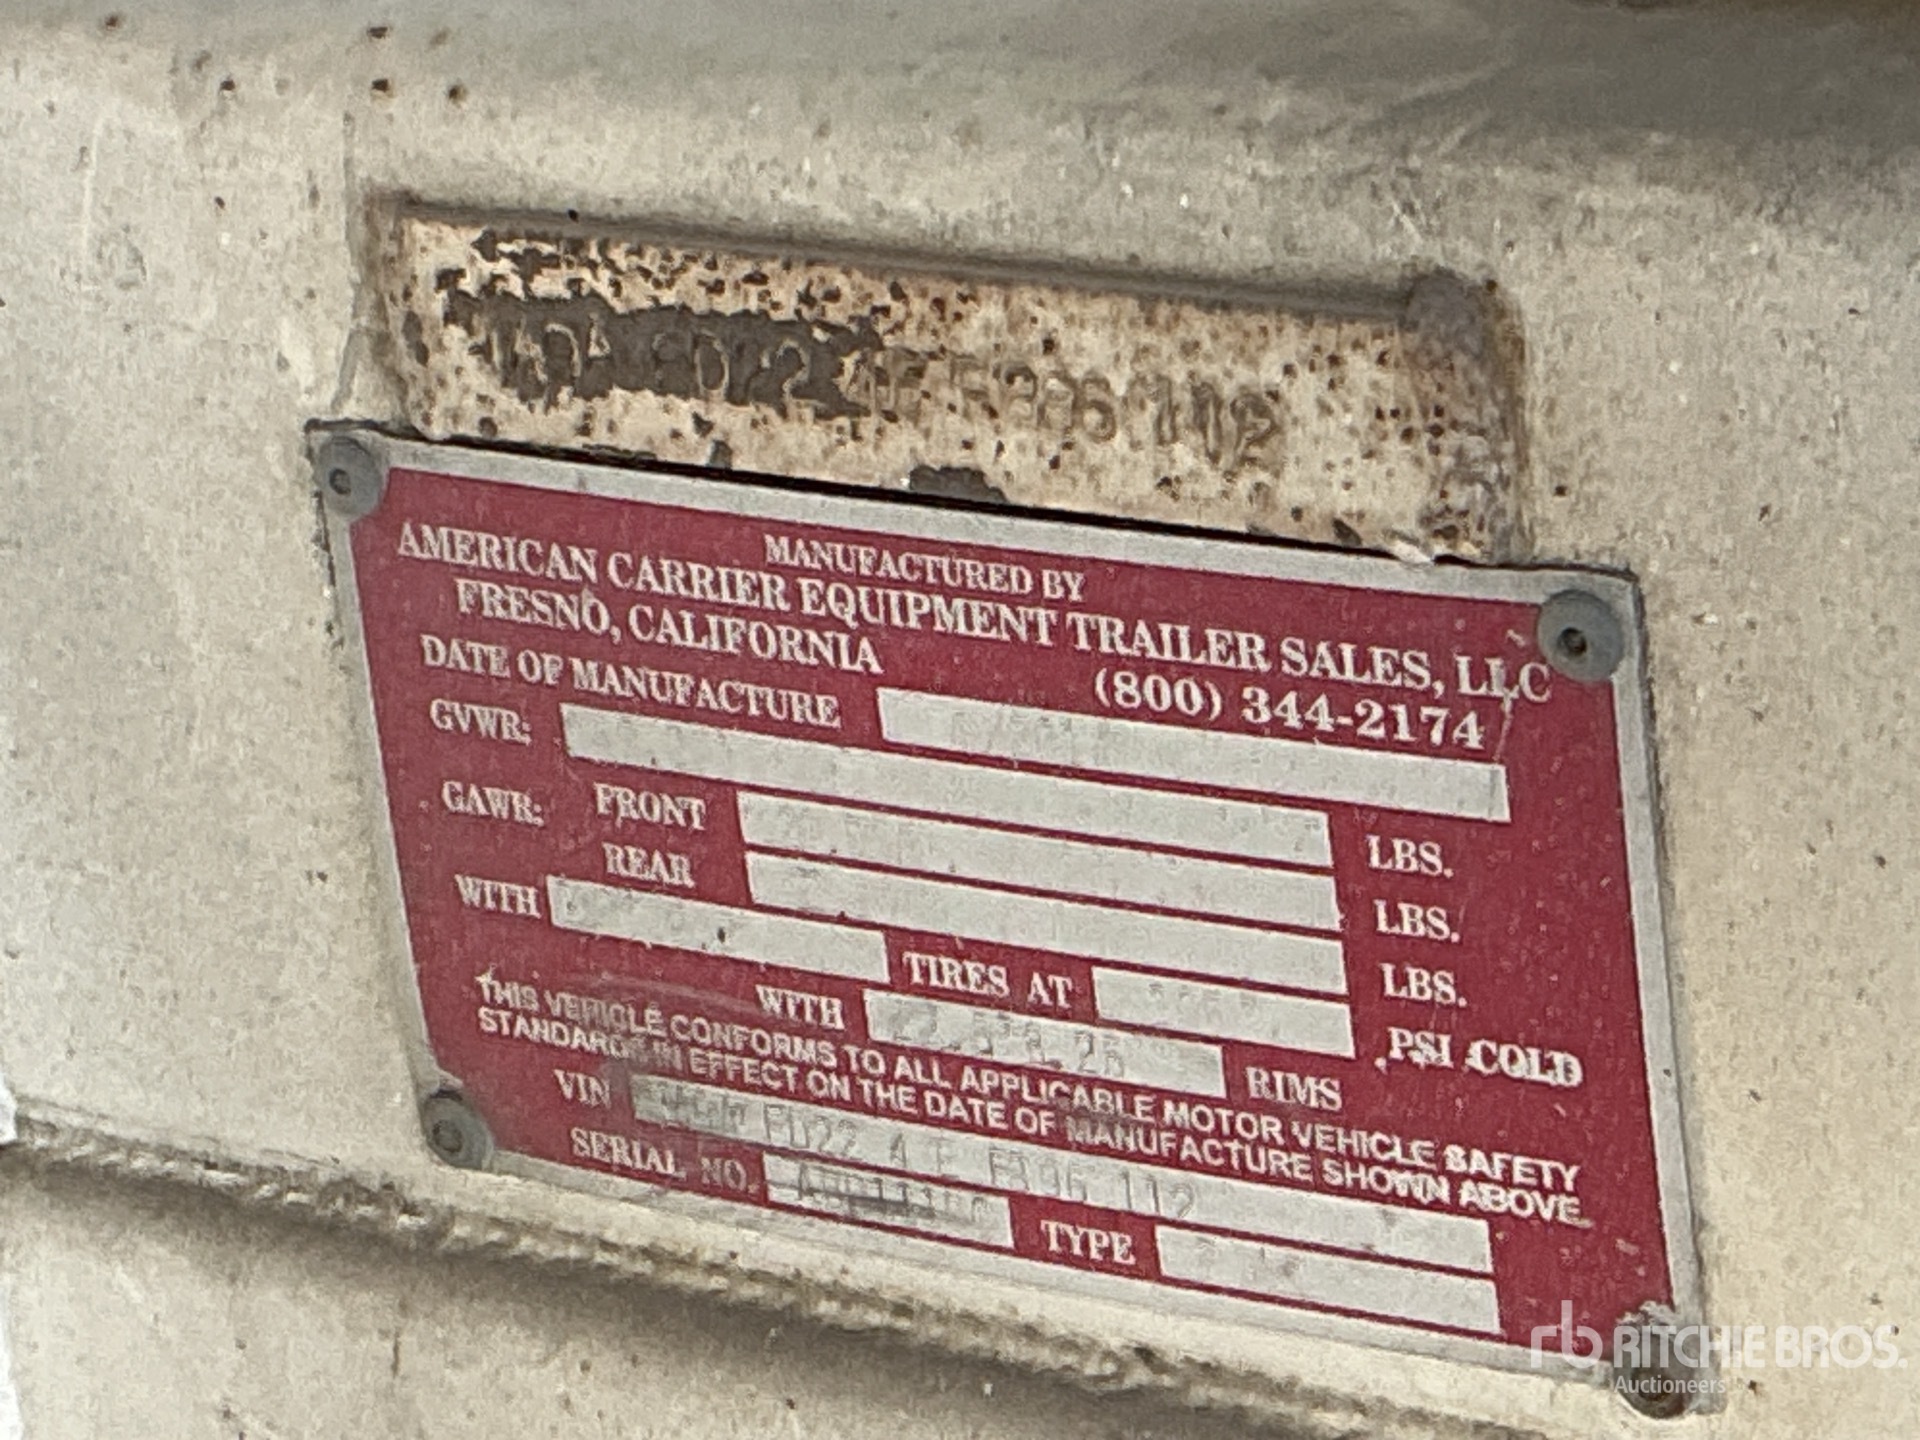 MANUFACTURED BY
AMERICAN CARRIER EQUIPMENT TRAILER SALES, LLC
FRESNO, CALIFORNIA (800) 344-2174
DATE OF MANUFACTURE
GVWR: LBS.
GAWR: FRONT LBS.
REAR LBS.
WITH TIRES AT PSI COLD
WITH RIMS
THIS VEHICLE CONFORMS TO ALL APPLICABLE MOTOR VEHICLE SAFETY
STANDARDS IN EFFECT ON THE DATE OF MANUFACTURE SHOWN ABOVE.
VIN
SERIAL NO. TYPE
rb RITCHIE BROS.
Auctioneers